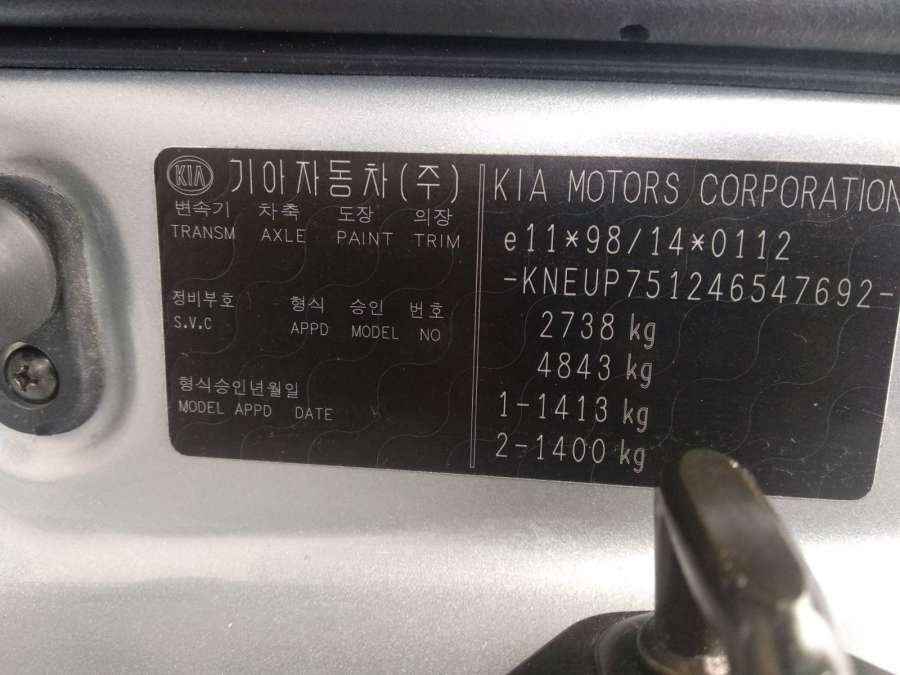 KIA 기아자동차(주)
변속기 차축 도장 의장
TRANSM AXLE PAINT TRIM
정비부호 형식 승인 번호
S.V.C APPD MODEL NO
형식승인년월일
MODEL APPD DATE
KIA MOTORS CORPORATION
e11*98/14*0112
-KNEUP751246547692-
2738 kg
4843 kg
1-1413 kg
2-1400 kg